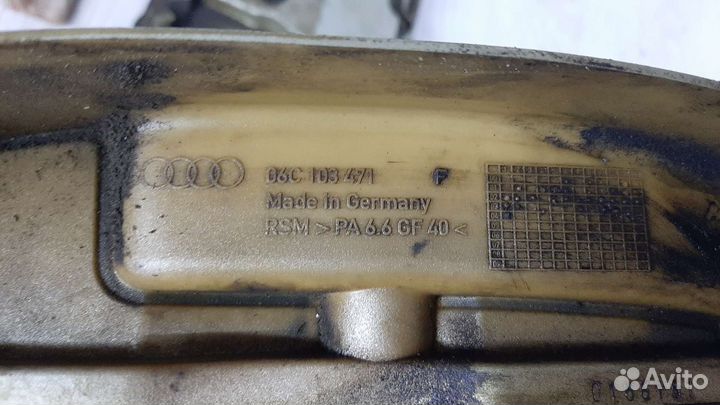 06C 103 471 F
Made in Germany
RSM >PA 6.6 GF 40<
Avito